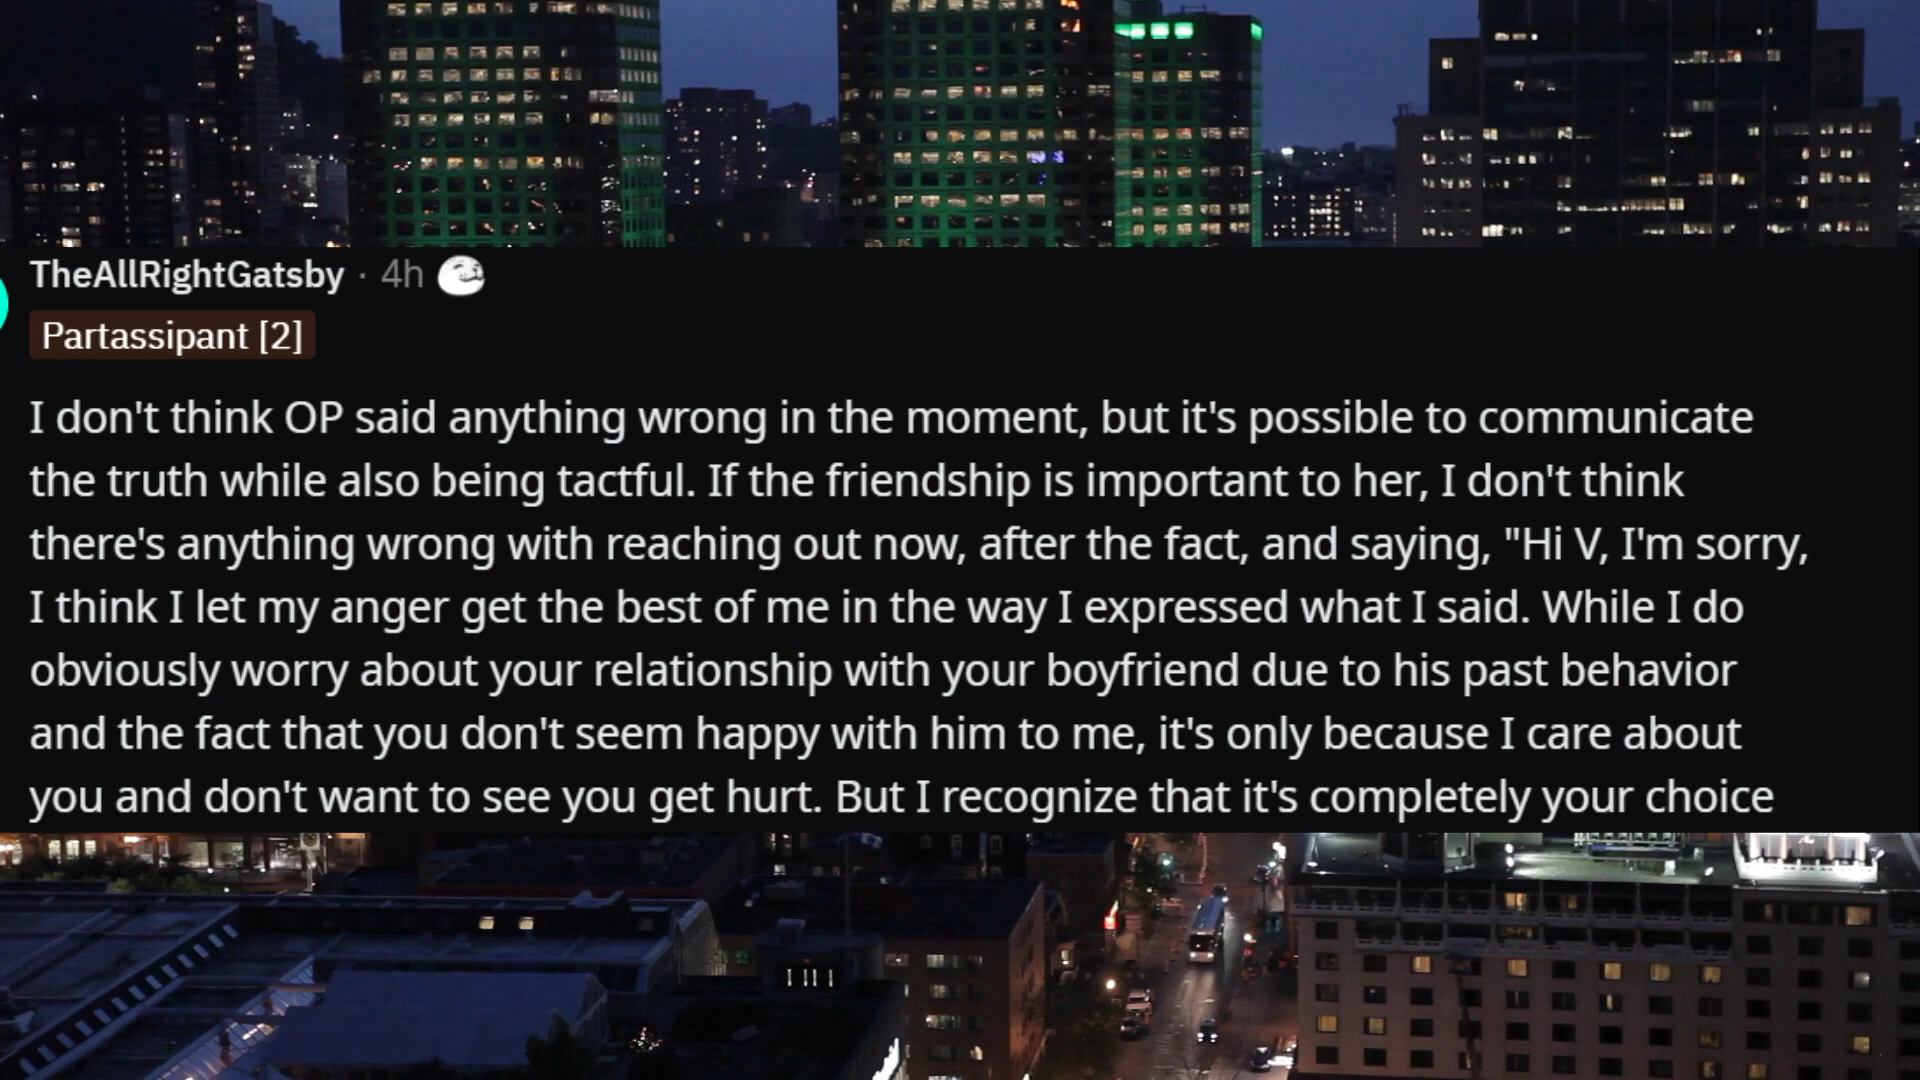 TheAllRightGatsby · 4h
Partassipant [2]
I don't think OP said anything wrong in the moment, but it's possible to communicate
the truth while also being tactful. If the friendship is important to her, I don't think
there's anything wrong with reaching out now, after the fact, and saying, "Hi V, I'm sorry,
I think I let my anger get the best of me in the way I expressed what I said. While I do
obviously worry about your relationship with your boyfriend due to his past behavior
and the fact that you don't seem happy with him to me, it's only because I care about
you and don't want to see you get hurt. But I recognize that it's completely your choice